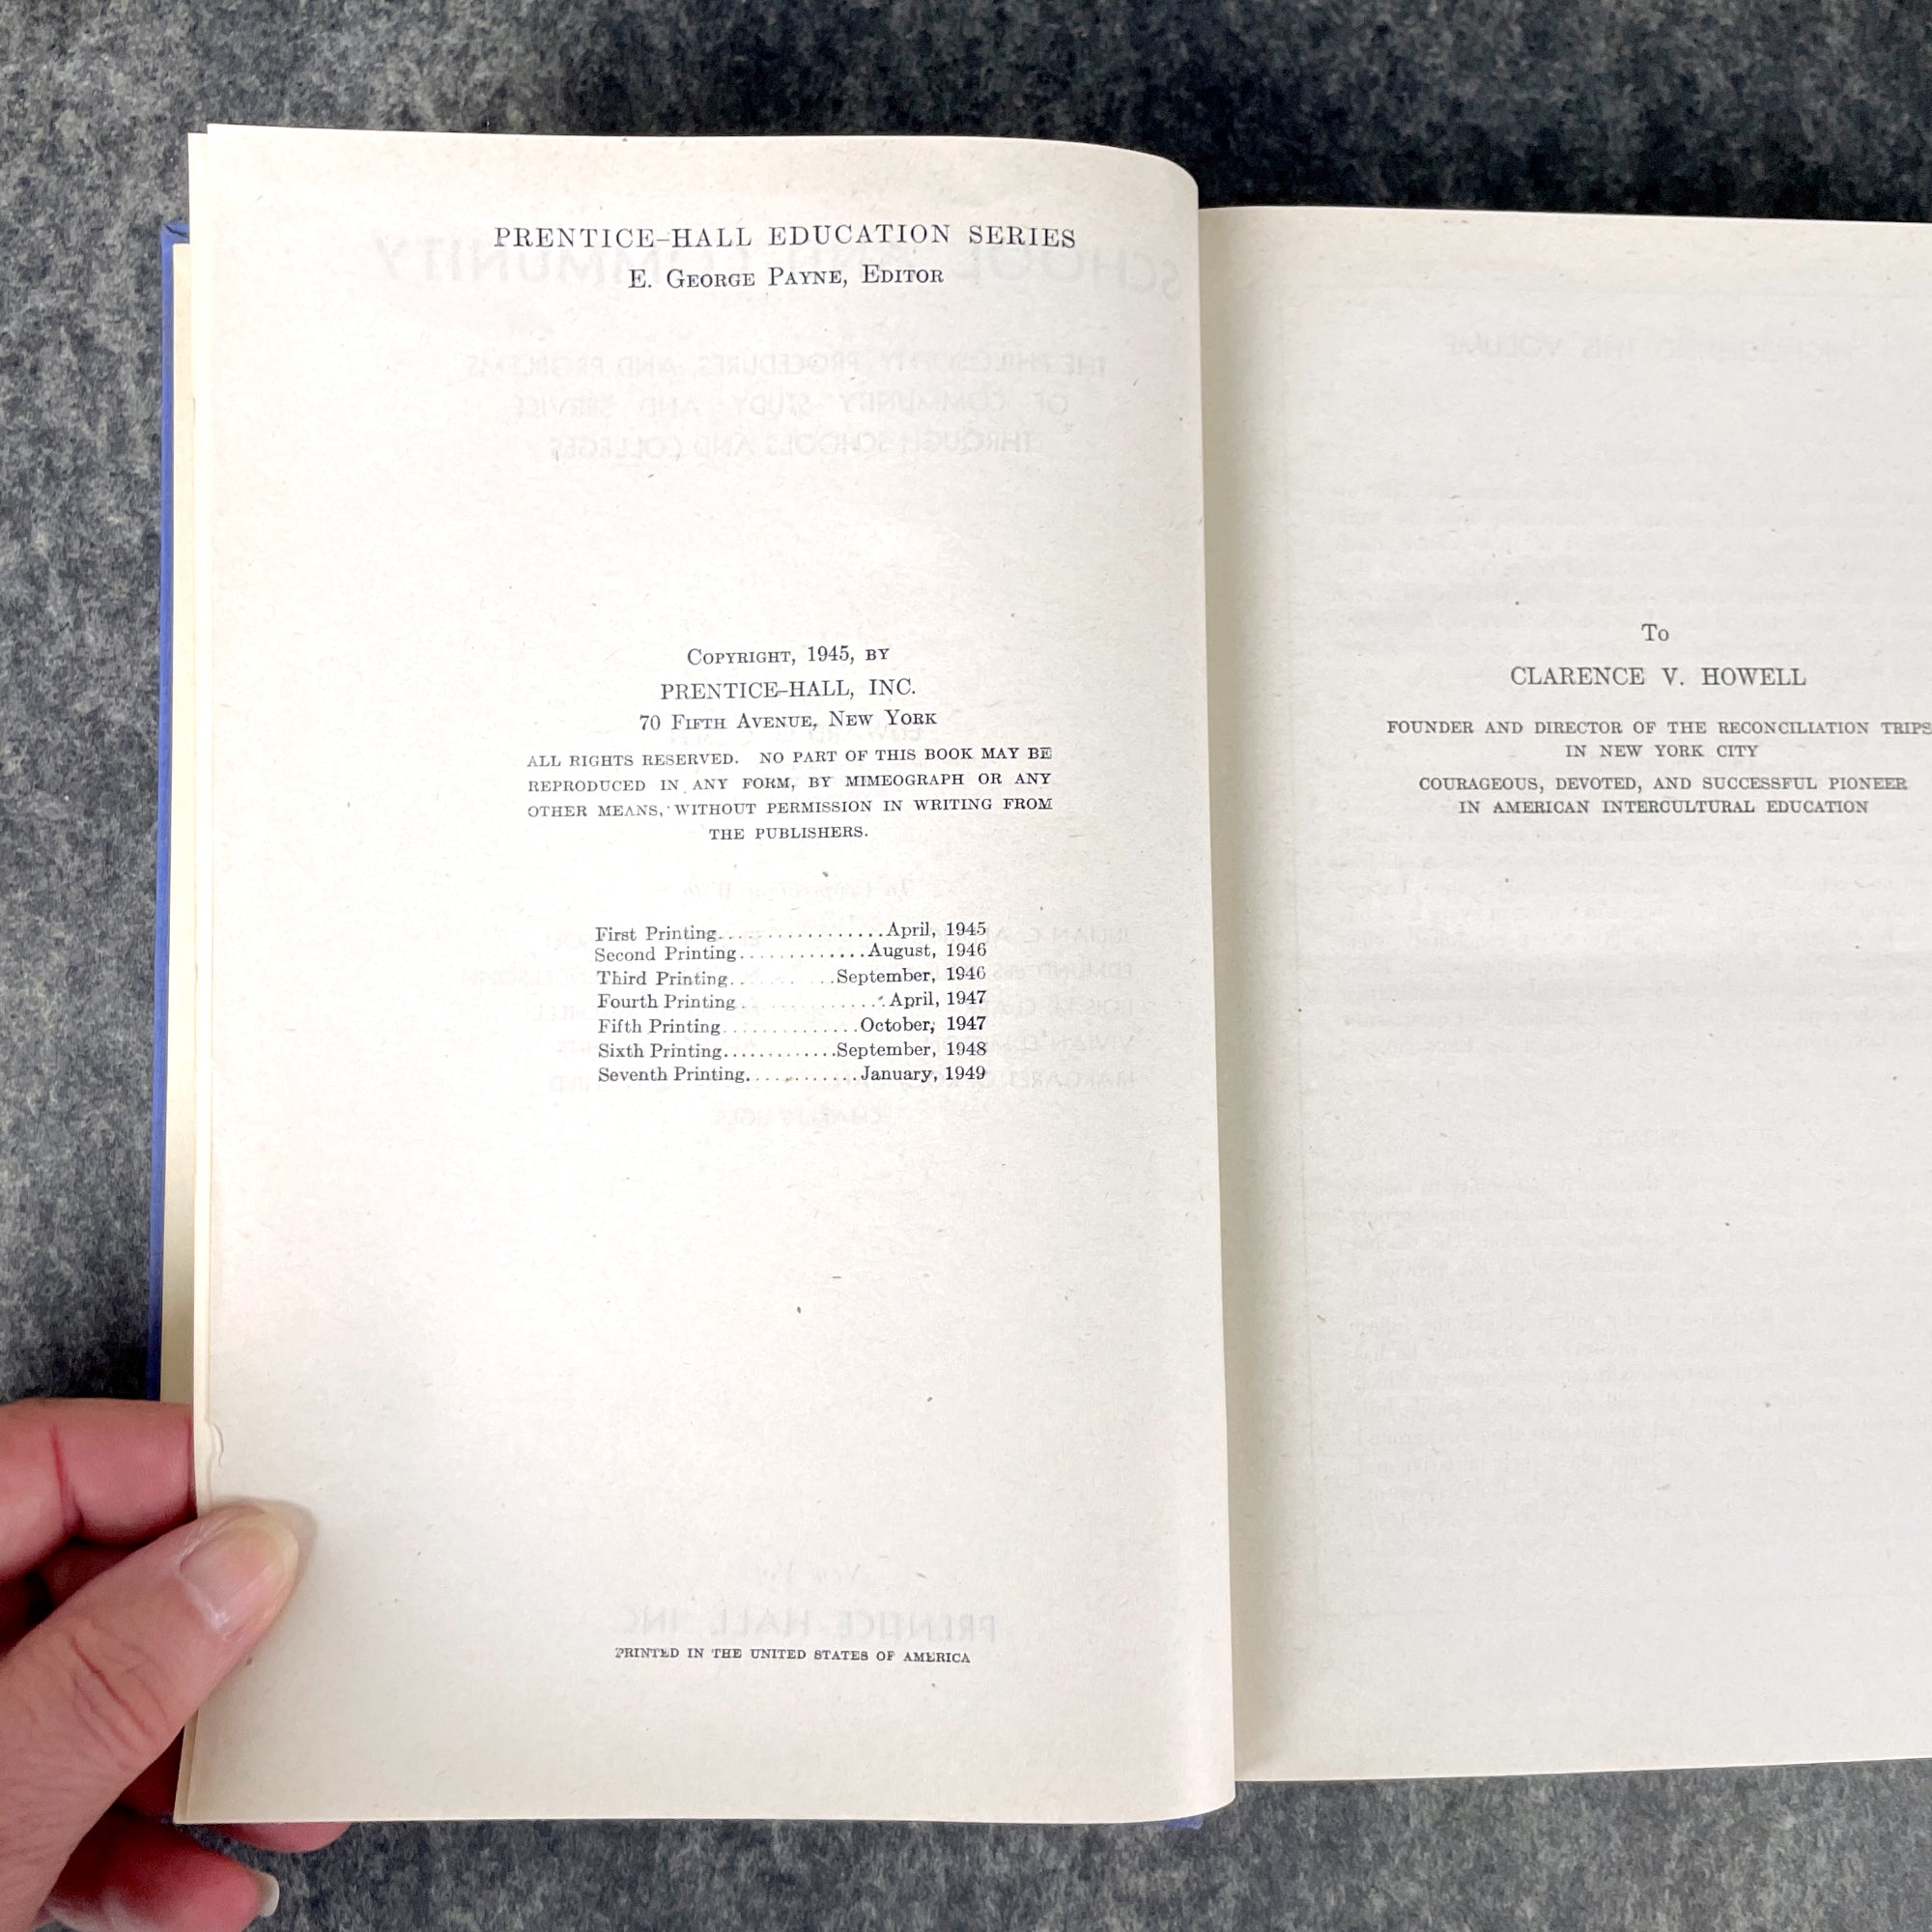 PRENTICE-HALL EDUCATION SERIES
E. GEORGE PAYNE, EDITOR
COPYRIGHT, 1945, BY
PRENTICE-HALL, INC.
70 FIFTH AVENUE, NEW YORK
ALL RIGHTS RESERVED. NO PART OF THIS BOOK MAY BE
REPRODUCED IN ANY FORM, BY MIMEOGRAPH OR ANY
OTHER MEANS, WITHOUT PERMISSION IN WRITING FROM
THE PUBLISHERS.
First Printing................April, 1945
Second Printing.............August, 1946
Third Printing...........September, 1946
Fourth Printing..............April, 1947
Fifth Printing..............October, 1947
Sixth Printing............September, 1948
Seventh Printing............January, 1949
PRINTED IN THE UNITED STATES OF AMERICA
To
CLARENCE V. HOWELL
FOUNDER AND DIRECTOR OF THE RECONCILIATION TRIPS
IN NEW YORK CITY
COURAGEOUS, DEVOTED, AND SUCCESSFUL PIONEER
IN AMERICAN INTERCULTURAL EDUCATION